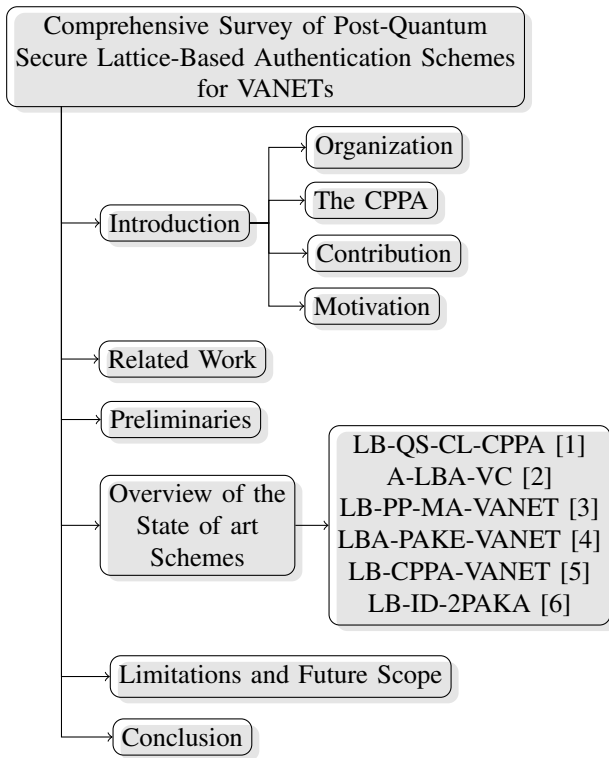 Comprehensive Survey of Post-Quantum
Secure Lattice-Based Authentication Schemes
for VANETs
Introduction
Organization
The CPPA
Contribution
Motivation
Related Work
Preliminaries
Overview of the
State of art
Schemes
LB-QS-CL-CPPA [1]
A-LBA-VC [2]
LB-PP-MA-VANET [3]
LBA-PAKE-VANET [4]
LB-CPPA-VANET [5]
LB-ID-2PAKA [6]
Limitations and Future Scope
Conclusion